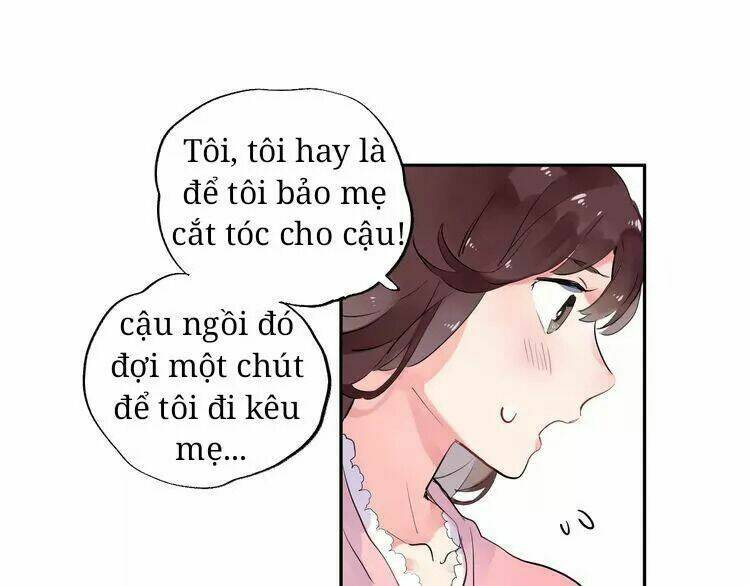 Tôi, tôi hay là
để tôi bảo mẹ
cắt tóc cho cậu!
cậu ngồi đó
đợi một chút
để tôi đi kêu
mẹ...